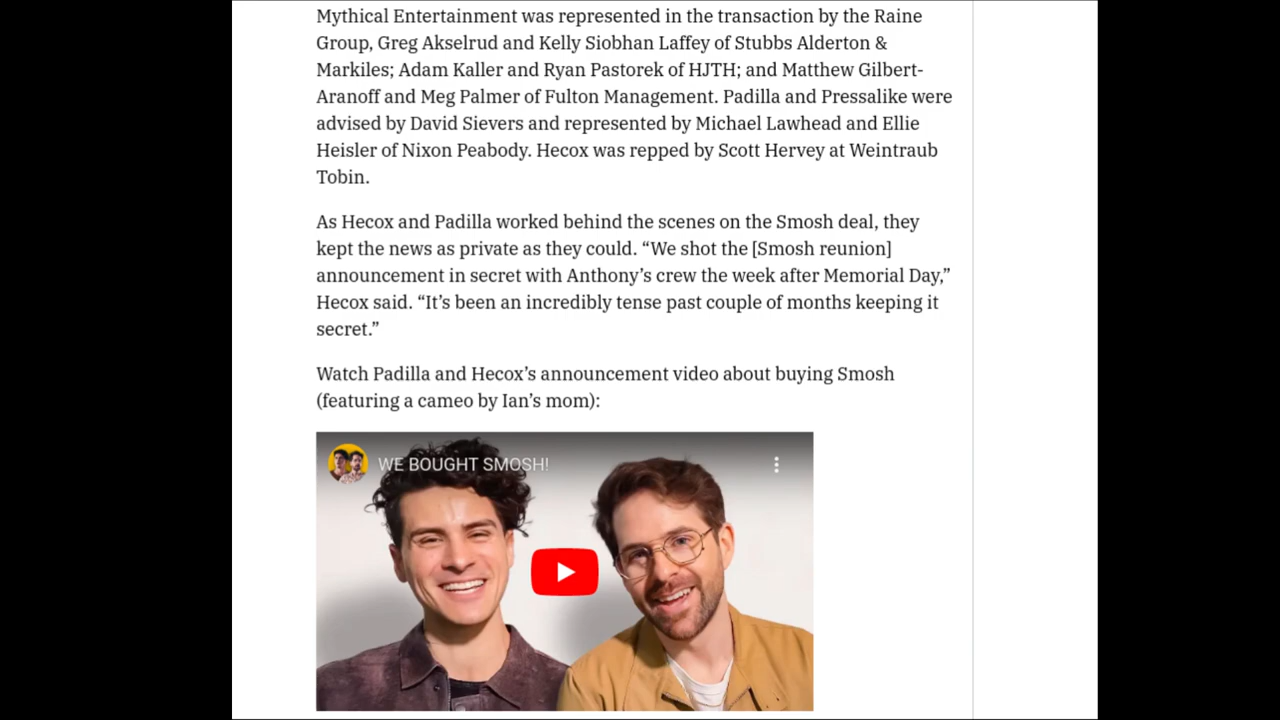 Mythical Entertainment was represented in the transaction by the Raine
Group, Greg Akselrud and Kelly Siobhan Laffey of Stubbs Alderton &
Markiles; Adam Kaller and Ryan Pastorek of HJTH; and Matthew Gilbert-
Aranoff and Meg Palmer of Fulton Management. Padilla and Pressalike were
advised by David Sievers and represented by Michael Lawhead and Ellie
Heisler of Nixon Peabody. Hecox was repped by Scott Hervey at Weintraub
Tobin.
As Hecox and Padilla worked behind the scenes on the Smosh deal, they
kept the news as private as they could. “We shot the [Smosh reunion]
announcement in secret with Anthony’s crew the week after Memorial Day,”
Hecox said. “It’s been an incredibly tense past couple of months keeping it
secret.”
Watch Padilla and Hecox’s announcement video about buying Smosh
(featuring a cameo by Ian’s mom):
WE BOUGHT SMOSH!